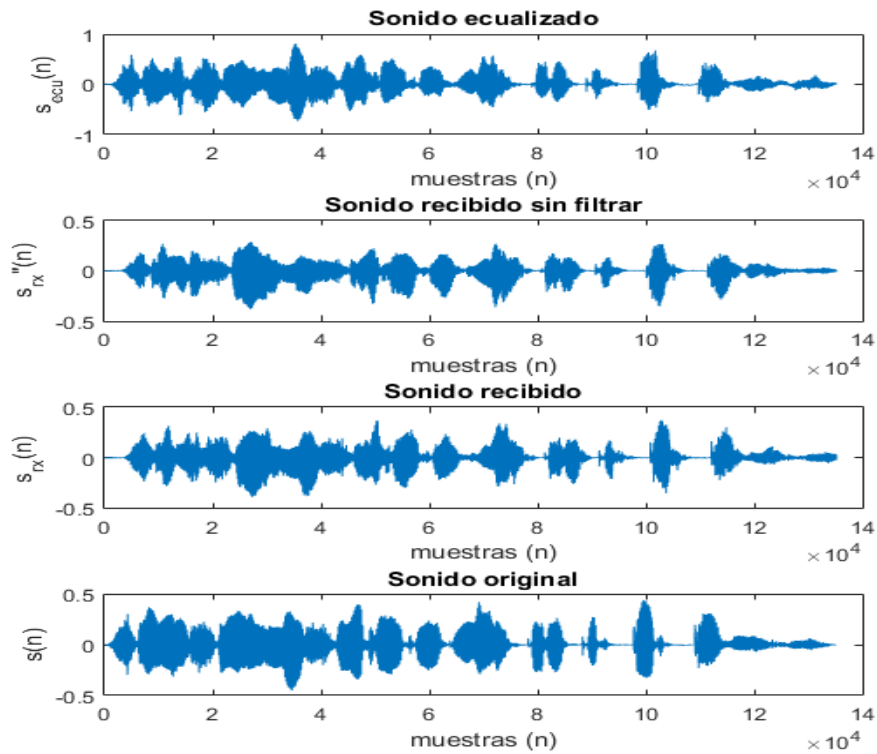 Sonido ecualizado
1
0
-1
s_ecu(n)
0 2 4 6 8 10 12 14
muestras (n)
×10^4
Sonido recibido sin filtrar
0.5
0
-0.5
s_rx"(n)
0 2 4 6 8 10 12 14
muestras (n)
×10^4
Sonido recibido
0.5
0
-0.5
s_rx(n)
0 2 4 6 8 10 12 14
muestras (n)
×10^4
Sonido original
0.5
0
-0.5
s(n)
0 2 4 6 8 10 12 14
muestras (n)
×10^4